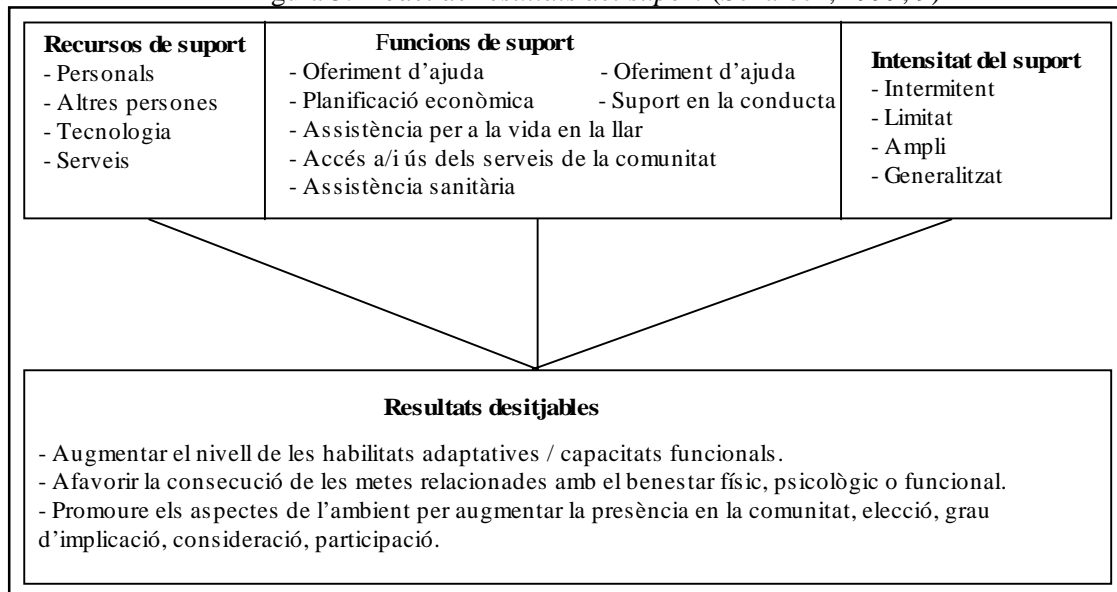 Recursos de suport
- Personals
- Altres persones
- Tecnologia
- Serveis
Funcions de suport
- Oferiment d’ajuda - Oferiment d’ajuda
- Planificació econòmica - Suport en la conducta
- Assistència per a la vida en la llar
- Accés a/i ús dels serveis de la comunitat
- Assistència sanitària
Intensitat del suport
- Intermitent
- Limitat
- Ampli
- Generalitzat
Resultats desitjables
- Augmentar el nivell de les habilitats adaptatives / capacitats funcionals.
- Afavorir la consecució de les metes relacionades amb el benestar físic, psicològic o funcional.
- Promoure els aspectes de l’ambient per augmentar la presència en la comunitat, elecció, grau
d’implicació, consideració, participació.